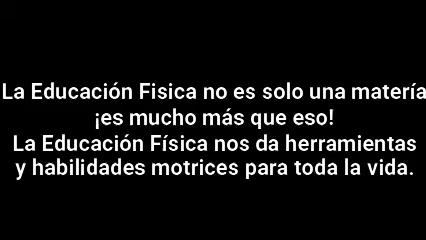 La Educación Fisica no es solo una matería
¡es mucho más que eso!
La Educación Física nos da herramientas
y habilidades motrices para toda la vida.